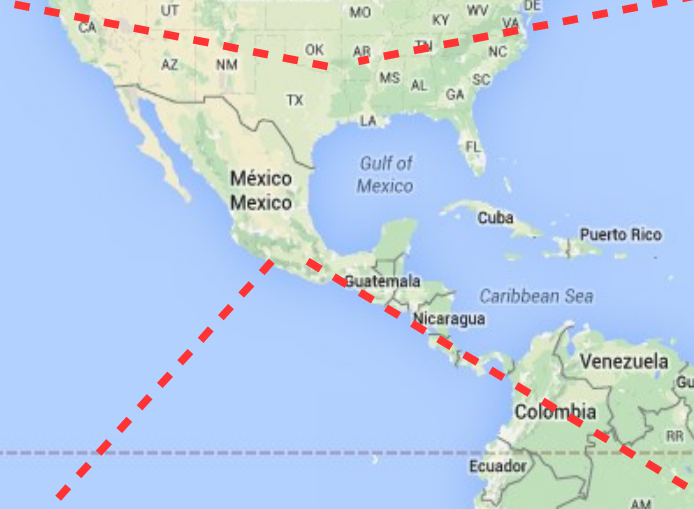 UT
MO
KY
WV
DE
CA
VA
OK
AR
TN
NC
AZ
NM
MS
AL
SC
TX
GA
LA
FL
Gulf of
Mexico
México
Mexico
Cuba
Puerto Rico
Guatemala
Caribbean Sea
Nicaragua
Venezuela
Gu
Colombia
RR
Ecuador
AM